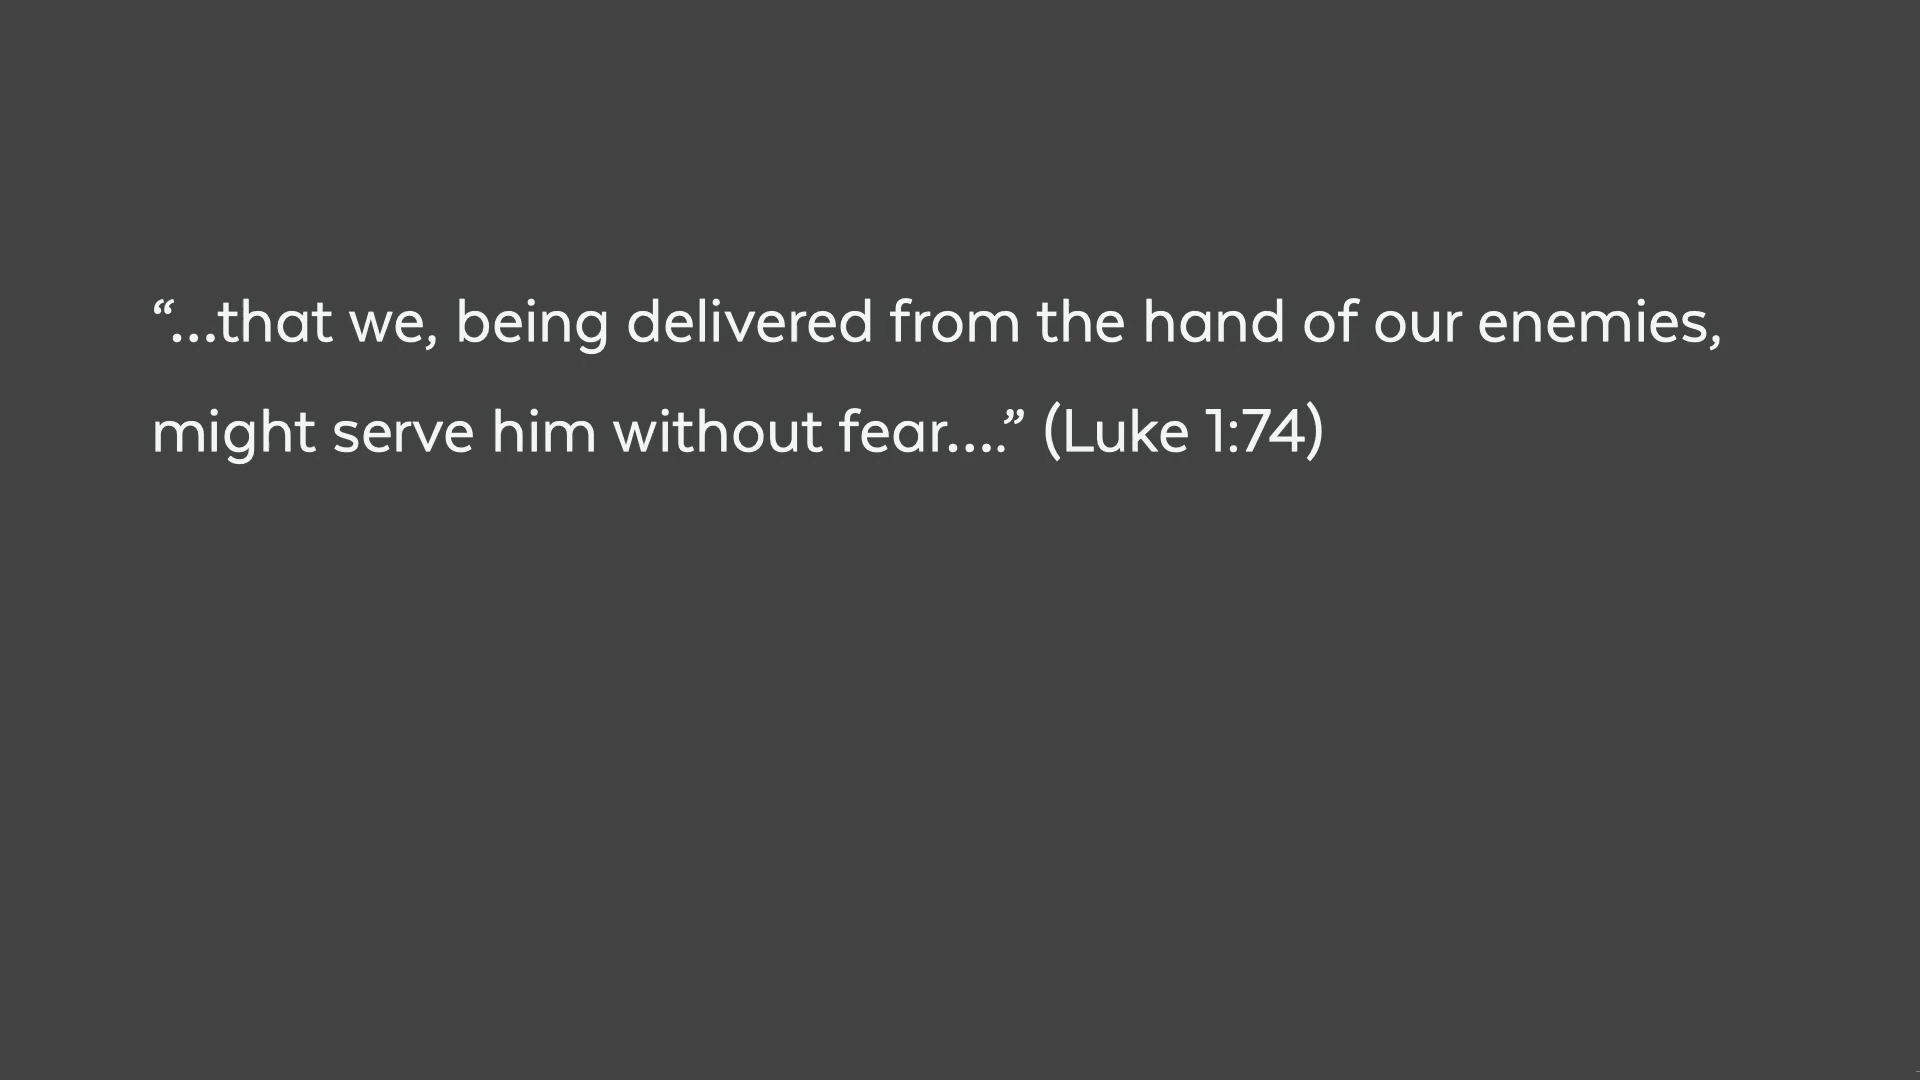 “...that we, being delivered from the hand of our enemies,
might serve him without fear....” (Luke 1:74)